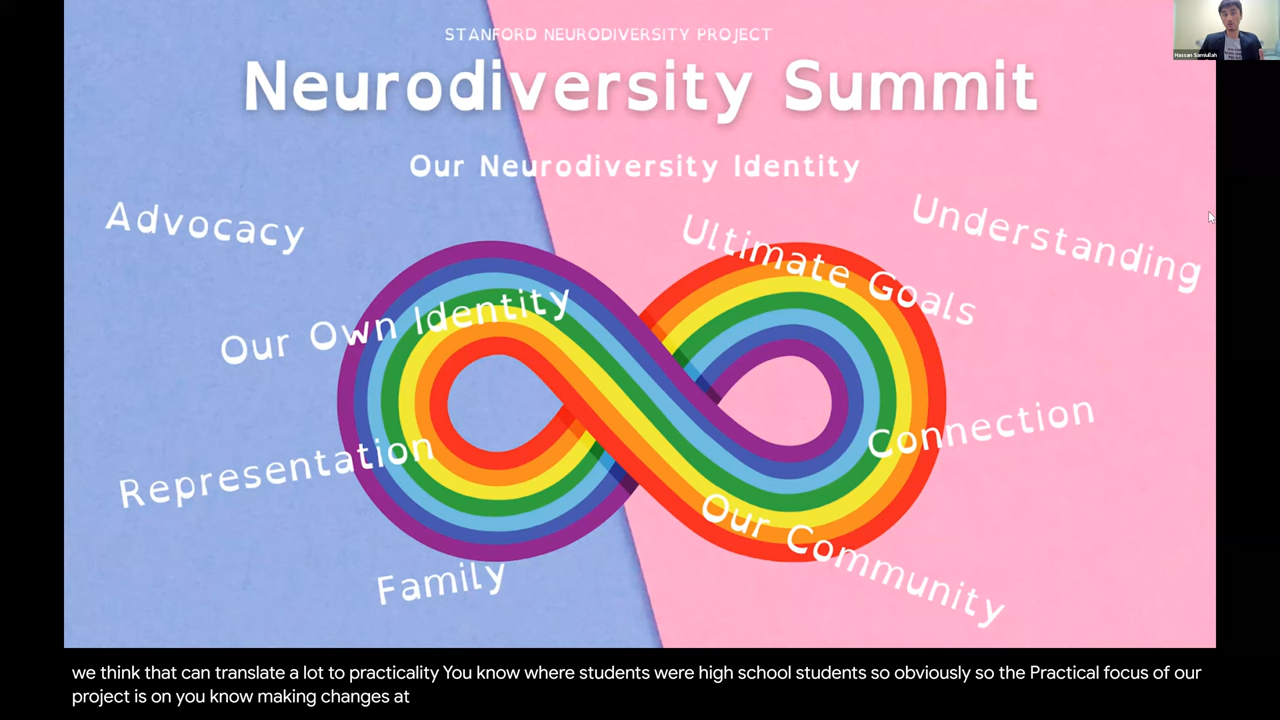 STANFORD NEURODIVERSITY PROJECT
Neurodiversity Summit
Our Neurodiversity Identity
Advocacy
Understanding
Ultimate Goals
Our Own Identity
Connection
Representation
Our Community
Family
Hassan Samiullah
we think that can translate a lot to practicality You know where students were high school students so obviously so the Practical focus of our
project is on you know making changes at